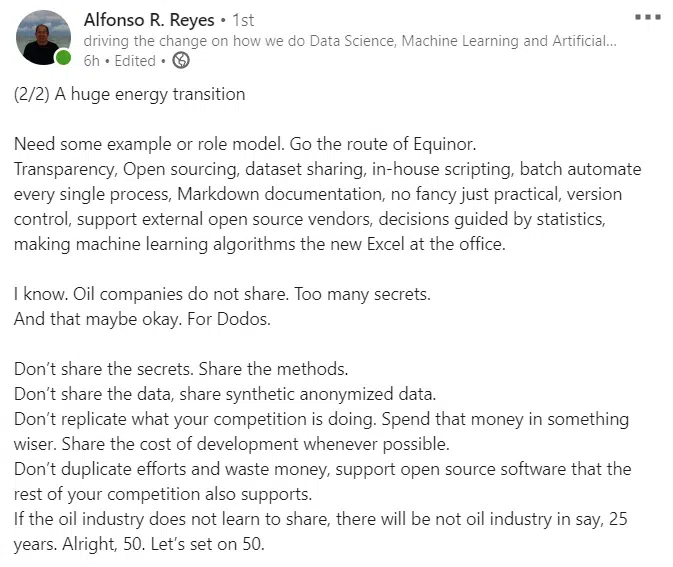 Alfonso R. Reyes • 1st
driving the change on how we do Data Science, Machine Learning and Artificial...
6h • Edited •
(2/2) A huge energy transition
Need some example or role model. Go the route of Equinor.
Transparency, Open sourcing, dataset sharing, in-house scripting, batch automate
every single process, Markdown documentation, no fancy just practical, version
control, support external open source vendors, decisions guided by statistics,
making machine learning algorithms the new Excel at the office.
I know. Oil companies do not share. Too many secrets.
And that maybe okay. For Dodos.
Don't share the secrets. Share the methods.
Don't share the data, share synthetic anonymized data.
Don't replicate what your competition is doing. Spend that money in something
wiser. Share the cost of development whenever possible.
Don't duplicate efforts and waste money, support open source software that the
rest of your competition also supports.
If the oil industry does not learn to share, there will be not oil industry in say, 25
years. Alright, 50. Let's set on 50.